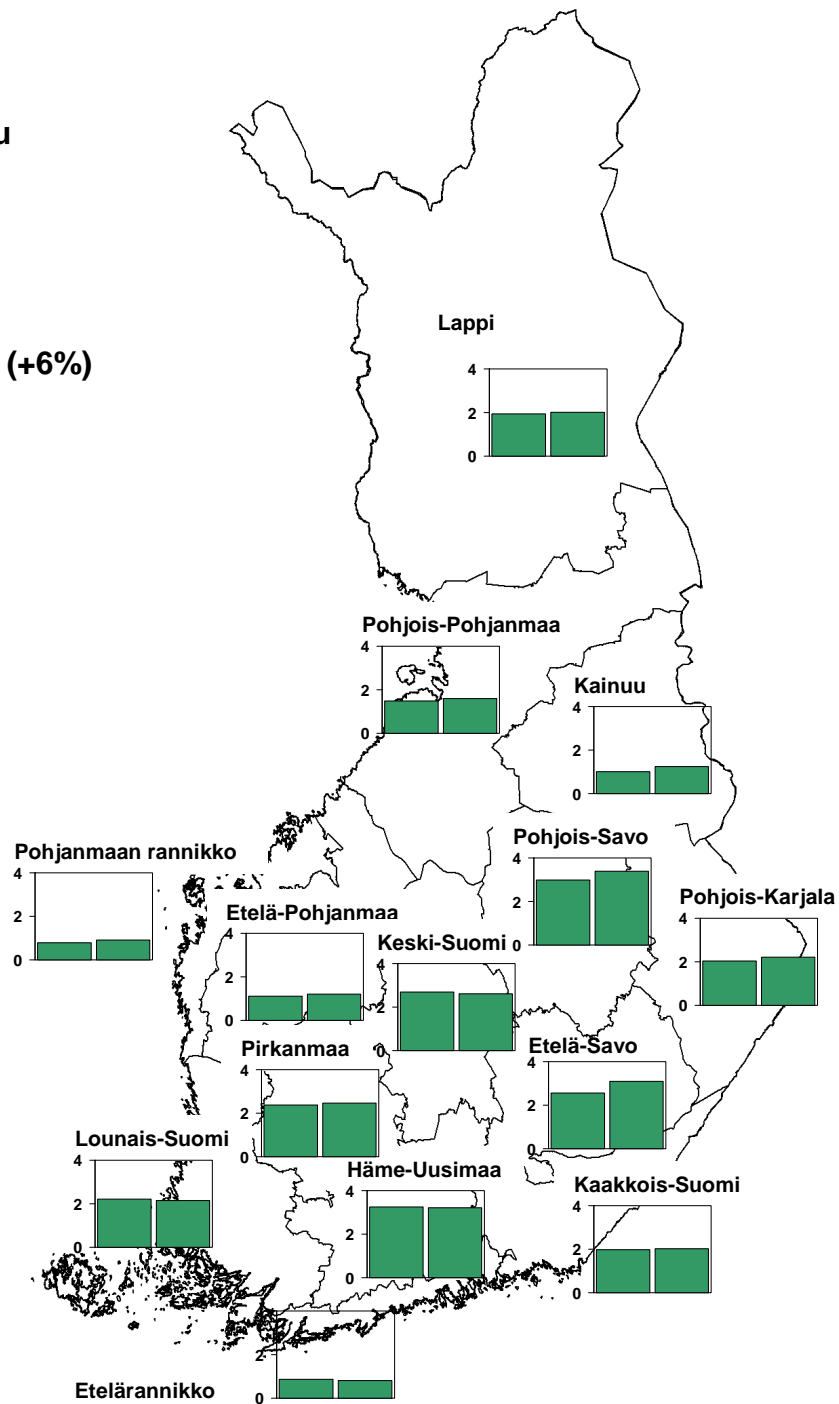 u
(+6%)
Lappi
4
2
0
Pohjois-Pohjanmaa
4
2
0
Kainuu
4
2
0
Pohjois-Savo
4
2
0
Pohjanmaan rannikko
4
2
0
Pohjois-Karjala
4
2
0
Etelä-Pohjanmaa
4
2
0
Keski-Suomi
4
2
0
Etelä-Savo
4
2
0
Pirkanmaa
4
2
0
Lounais-Suomi
4
2
0
Häme-Uusimaa
4
2
0
Kaakkois-Suomi
4
2
0
2
0
Etelärannikko